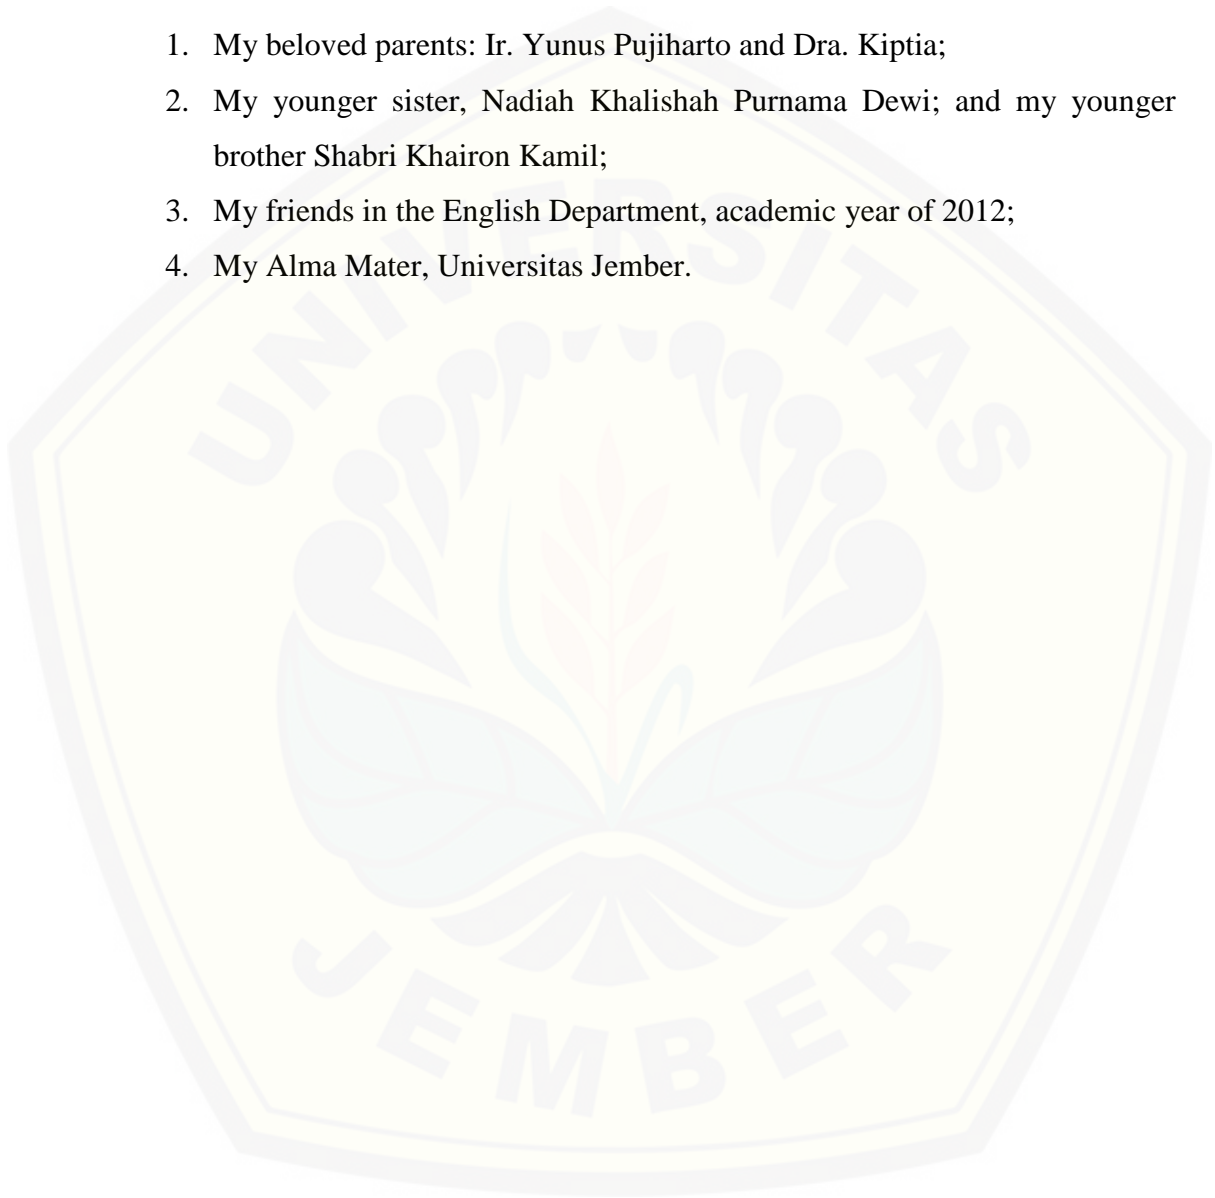 1. My beloved parents: Ir. Yunus Pujiharto and Dra. Kiptia;
2. My younger sister, Nadiah Khalishah Purnama Dewi; and my younger
brother Shabri Khairon Kamil;
3. My friends in the English Department, academic year of 2012;
4. My Alma Mater, Universitas Jember.
UNIVERSITAS
JEMBER